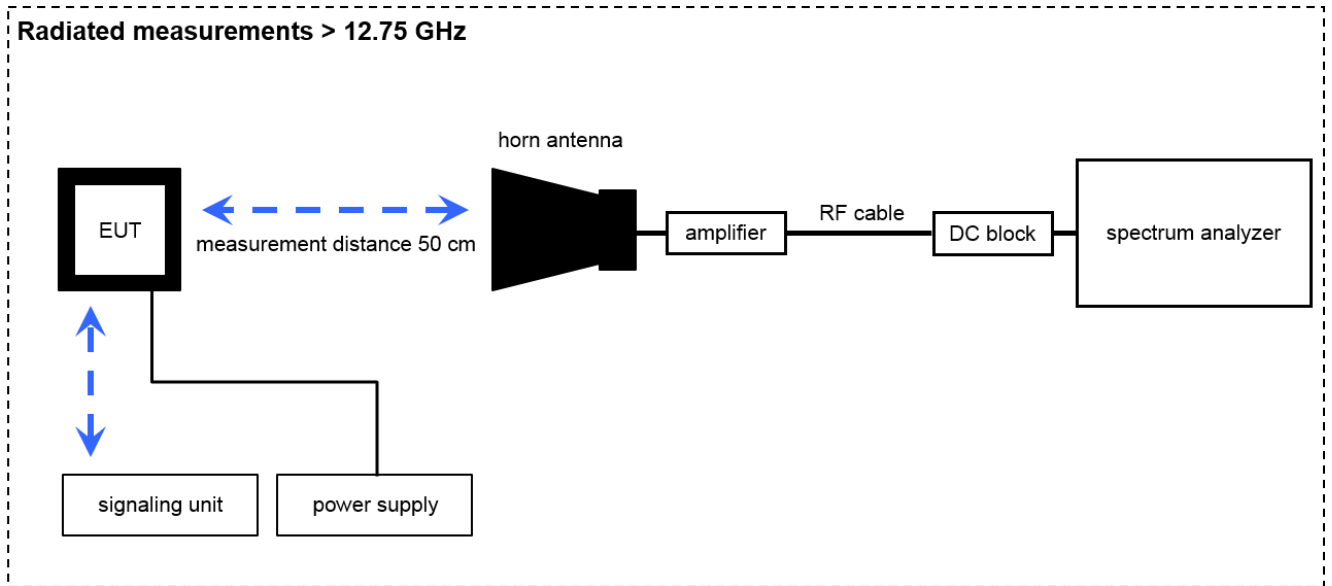 Radiated measurements > 12.75 GHz
horn antenna
EUT
measurement distance 50 cm
amplifier
RF cable
DC block
spectrum analyzer
signaling unit
power supply